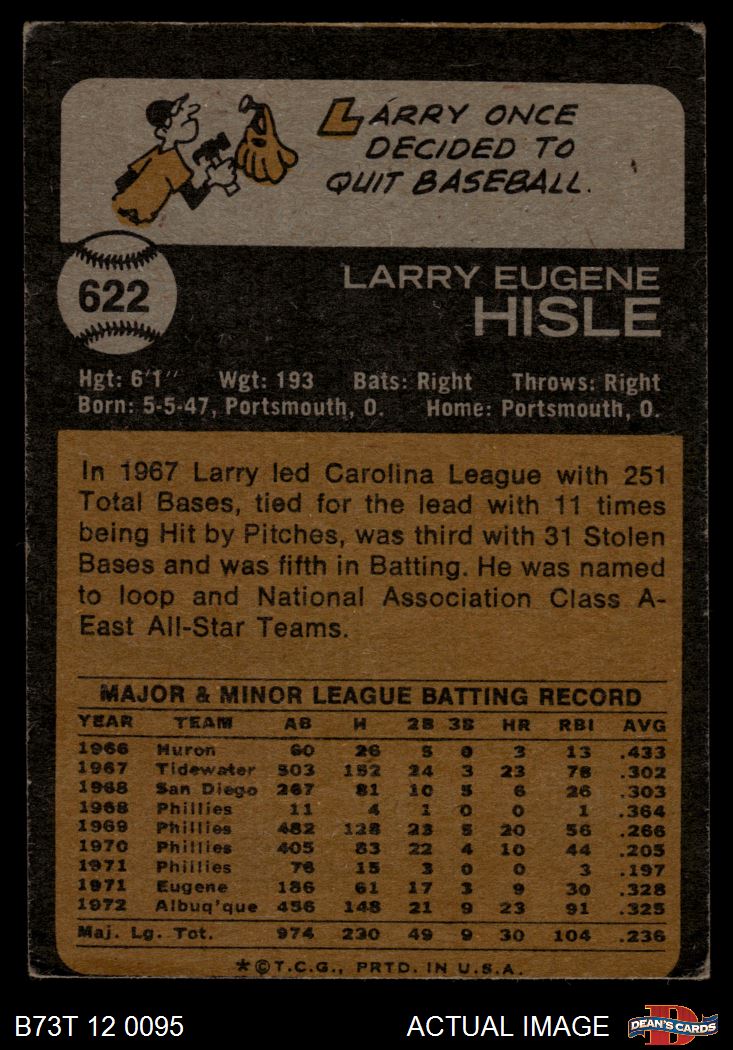 LARRY ONCE
DECIDED TO
QUIT BASEBALL.
622
LARRY EUGENE
HISLE
Hgt: 6'1" Wgt: 193 Bats: Right Throws: Right
Born: 5-5-47, Portsmouth, O. Home: Portsmouth, O.
In 1967 Larry led Carolina League with 251
Total Bases, tied for the lead with 11 times
being Hit by Pitches, was third with 31 Stolen
Bases and was fifth in Batting. He was named
to loop and National Association Class A-
East All-Star Teams.
MAJOR & MINOR LEAGUE BATTING RECORD
YEAR TEAM AB H 2B 3B HR RBI AVG
1966 Huron 60 26 5 0 3 13 .433
1967 Tidewater 503 152 24 3 23 78 .302
1968 San Diego 267 81 10 5 6 26 .303
1968 Phillies 11 4 1 0 0 1 .364
1969 Phillies 482 128 23 5 20 56 .266
1970 Phillies 405 83 22 4 10 44 .205
1971 Phillies 76 15 3 0 0 3 .197
1971 Eugene 186 61 17 3 9 30 .328
1972 Albuq'que 456 148 21 9 23 91 .325
Maj. Lg. Tot. 974 230 49 9 30 104 .236
*©T.C.G., PRTD. IN U.S.A.
B73T 12 0095 ACTUAL IMAGE DEAN'S CARDS